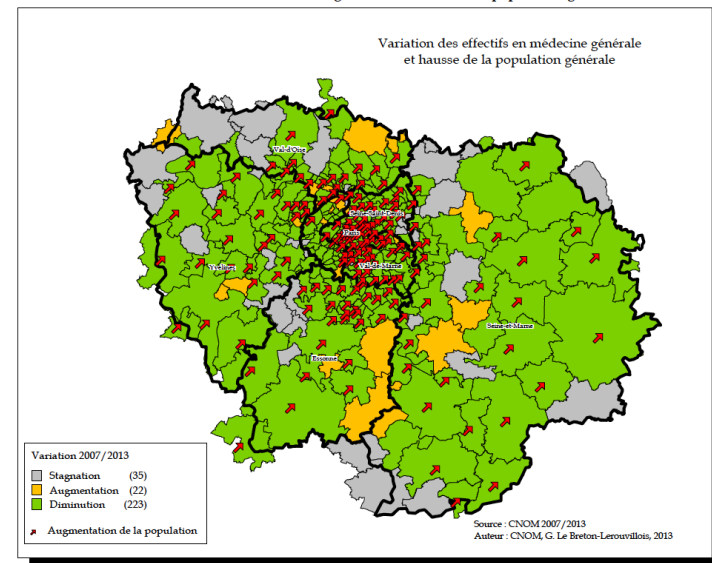 Variation des effectifs en médecine générale
et hausse de la population générale
Val-d'Oise
Seine-Saint-Denis
Paris
Val-de-Marne
Yvelines
Seine-et-Marne
Essonne
Variation 2007/2013
Stagnation (35)
Augmentation (22)
Diminution (223)
Augmentation de la population
Source : CNOM 2007/2013
Auteur : CNOM, G. Le Breton-Lerouvillois, 2013